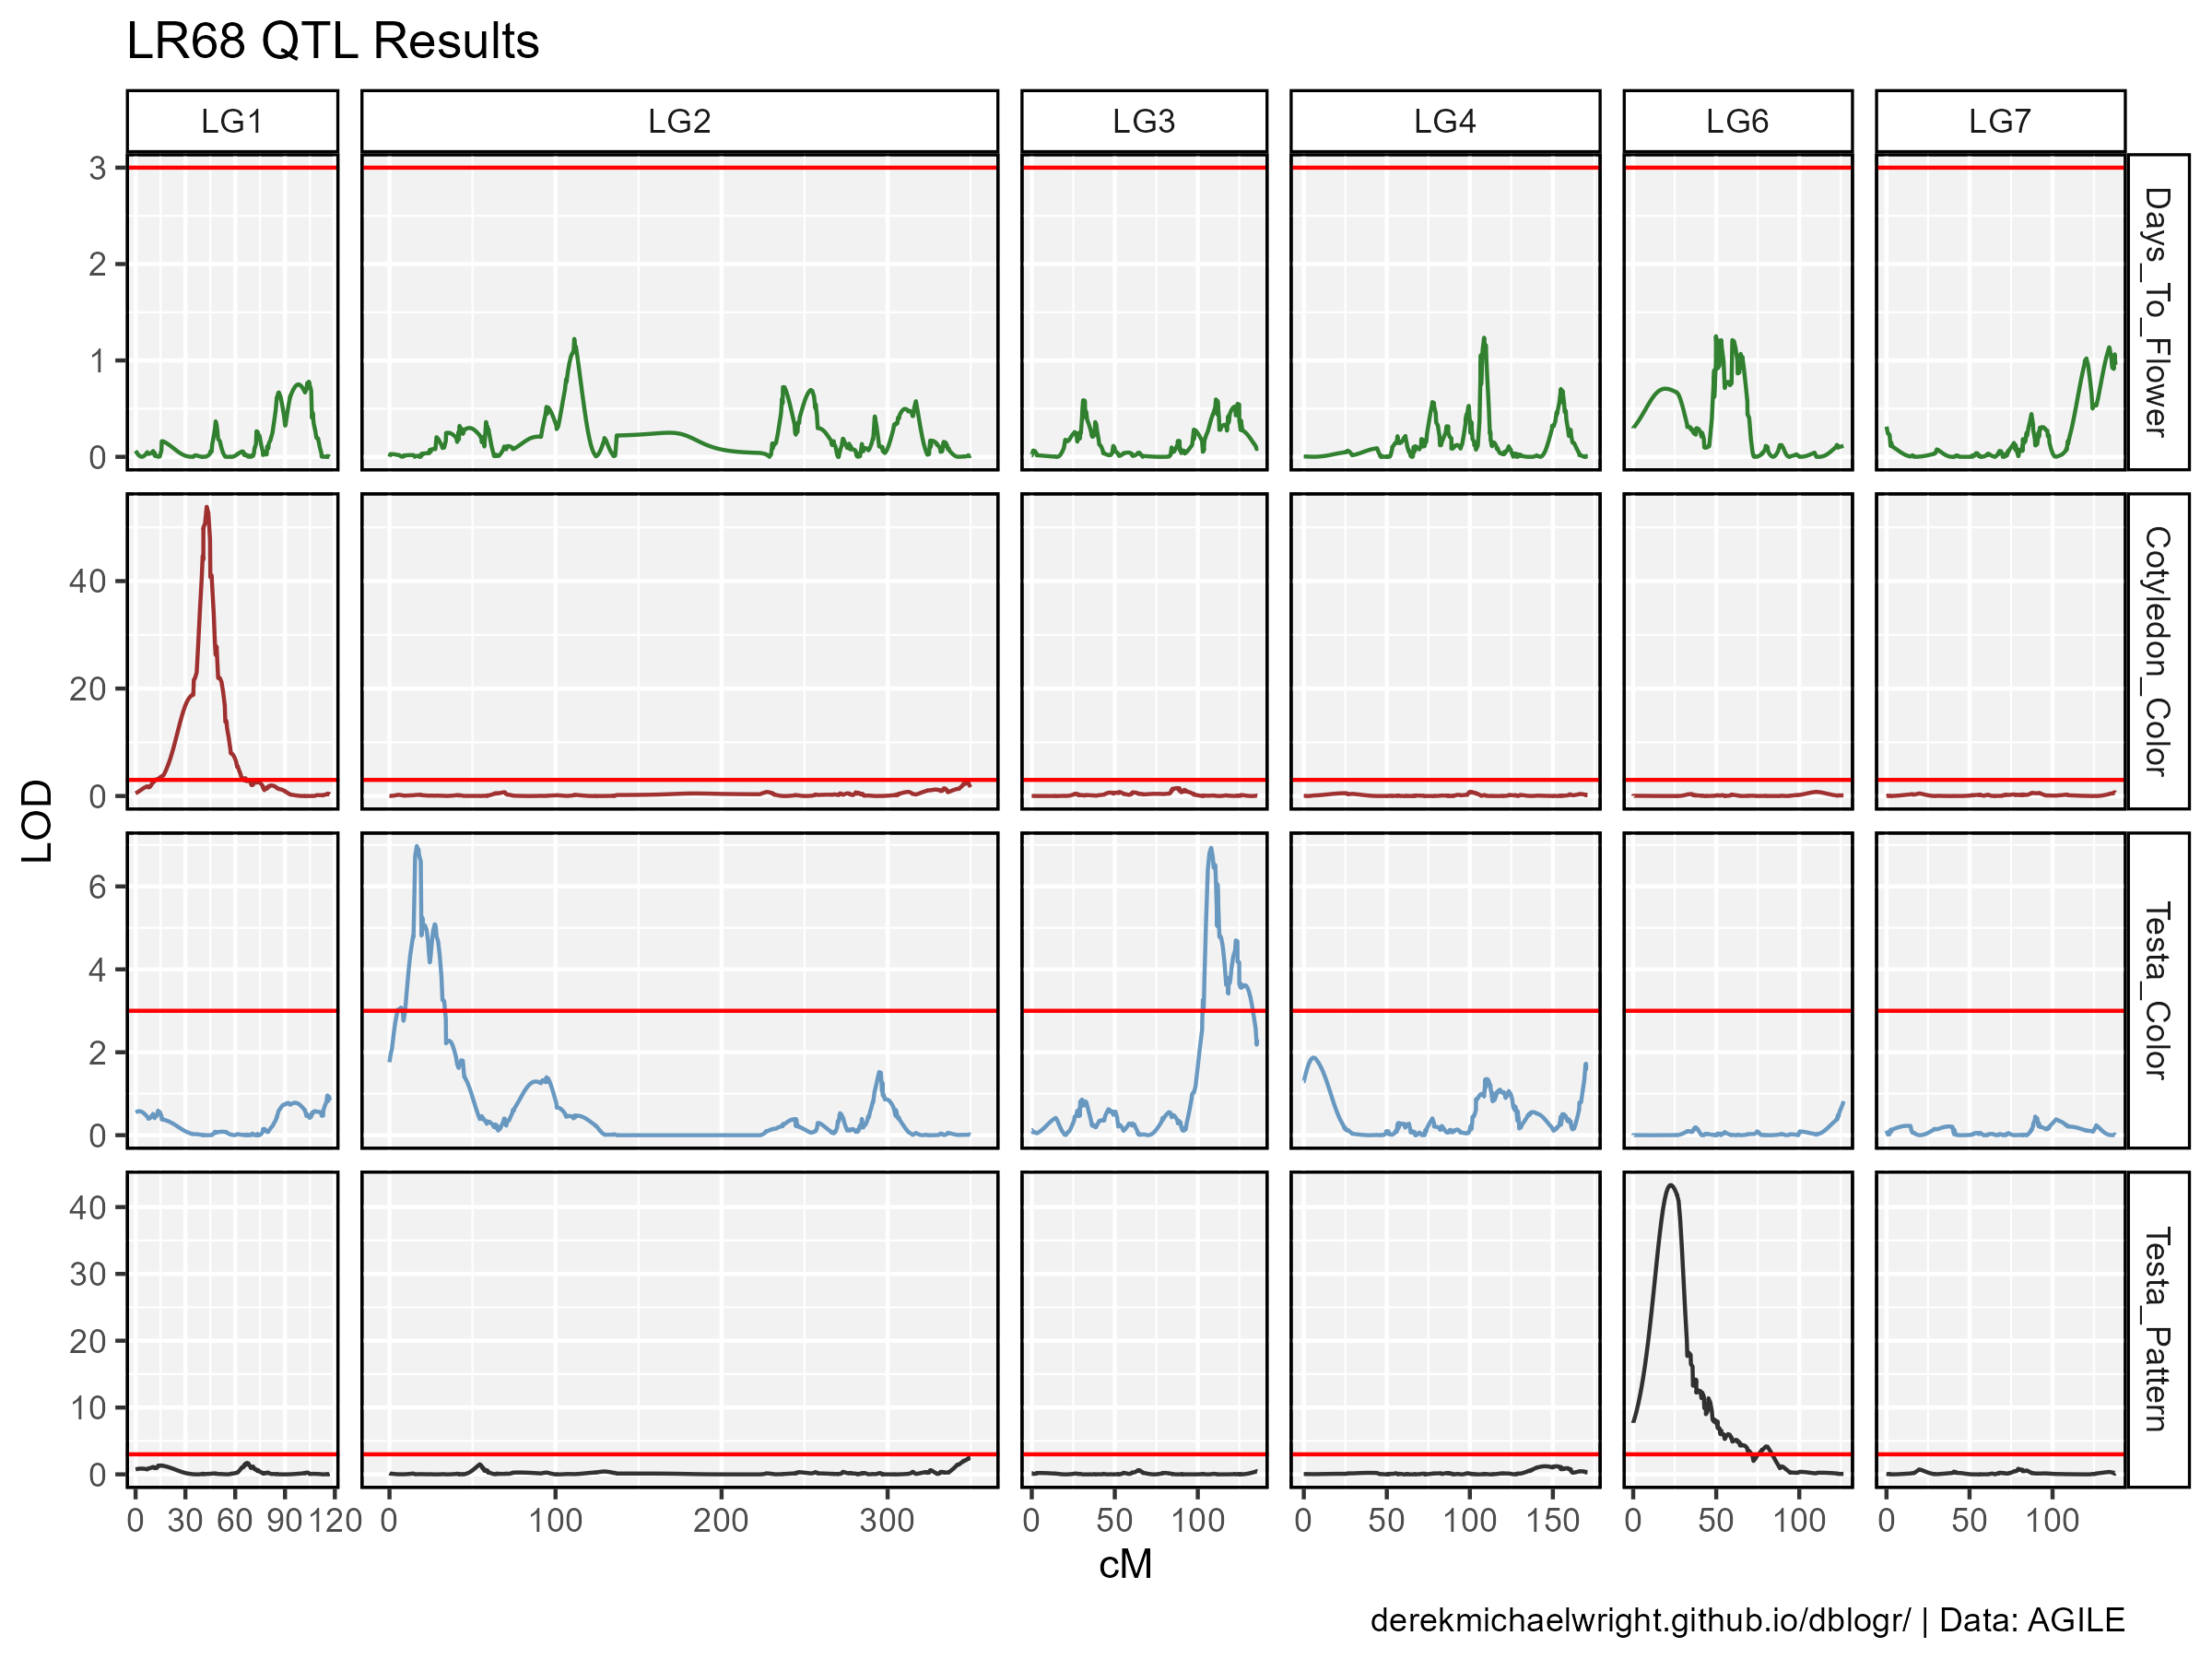 LR68 QTL Results
LG1 LG2 LG3 LG4 LG6 LG7
3
2
1
0
Days_To_Flower
40
20
0
Cotyledon_Color
6
4
2
0
Testa_Color
40
30
20
10
0
Testa_Pattern
LOD
0 30 60 90 120 0 100 200 300 0 50 100 0 50 100 150 0 50 100 0 50 100
cM
derekmichaelwright.github.io/dblogr/ | Data: AGILE